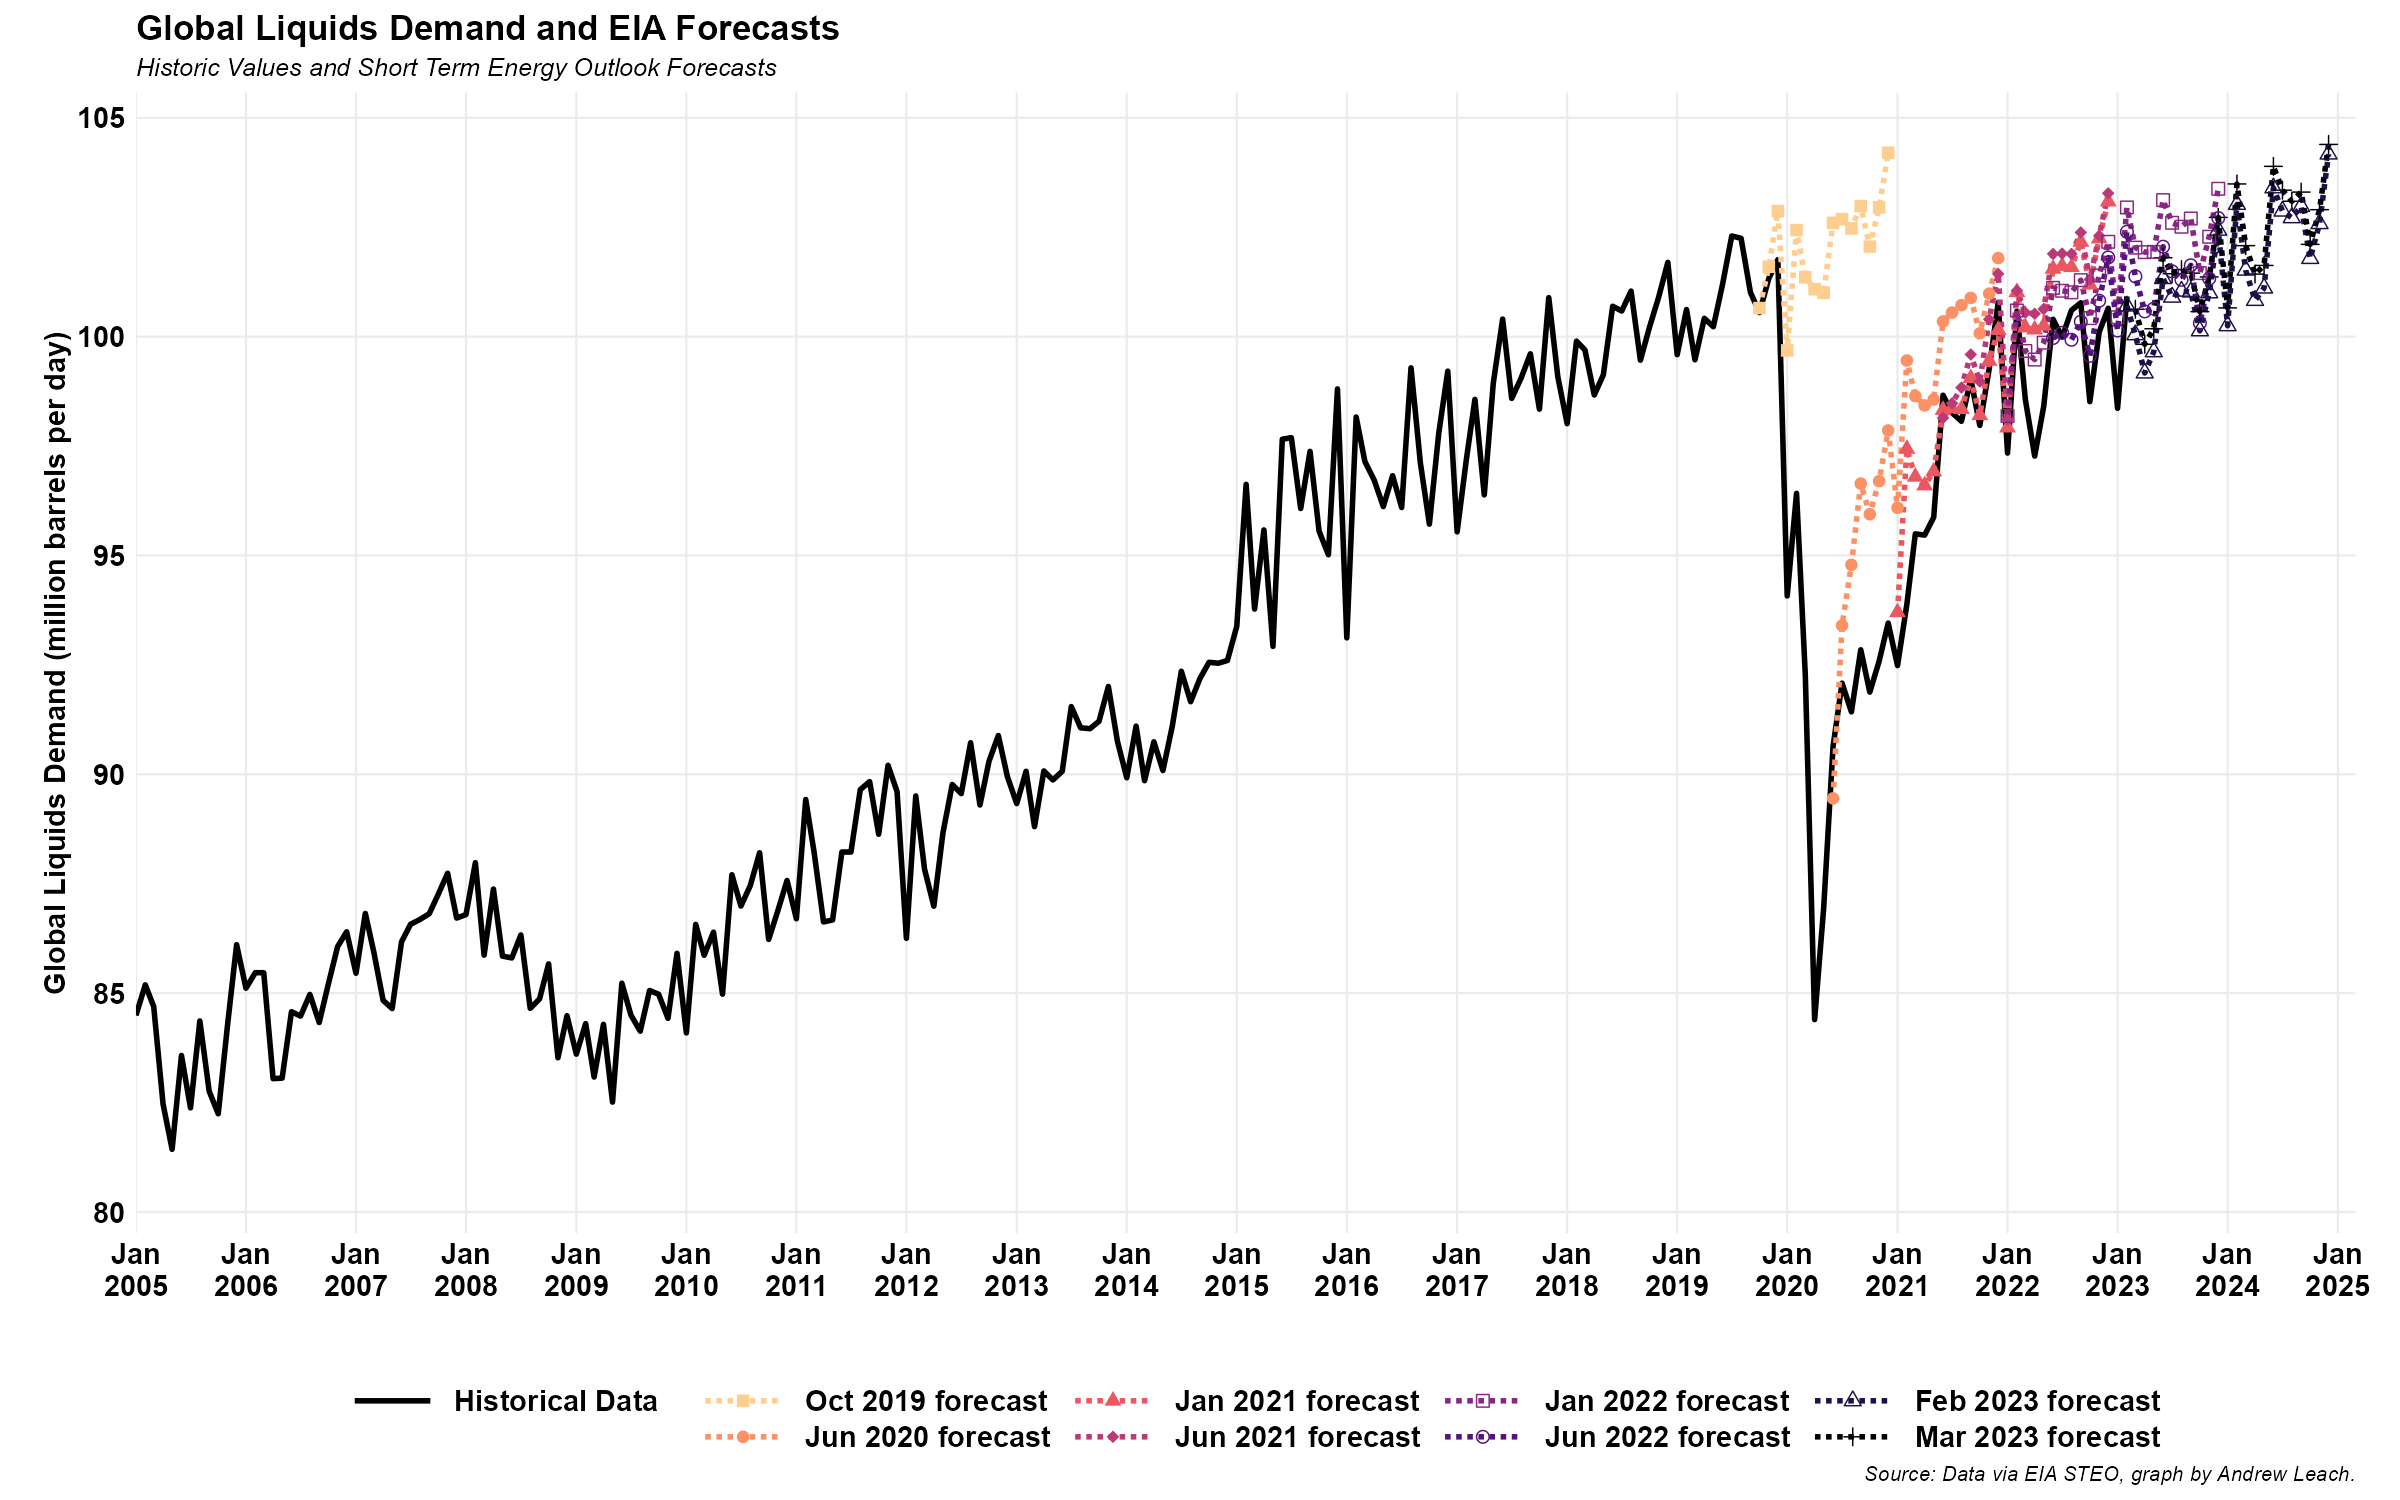 Global Liquids Demand and EIA Forecasts
Historic Values and Short Term Energy Outlook Forecasts
Global Liquids Demand (million barrels per day)
105
100
95
90
85
80
Jan 2005
Jan 2006
Jan 2007
Jan 2008
Jan 2009
Jan 2010
Jan 2011
Jan 2012
Jan 2013
Jan 2014
Jan 2015
Jan 2016
Jan 2017
Jan 2018
Jan 2019
Jan 2020
Jan 2021
Jan 2022
Jan 2023
Jan 2024
Jan 2025
Historical Data
Oct 2019 forecast
Jun 2020 forecast
Jan 2021 forecast
Jun 2021 forecast
Jan 2022 forecast
Jun 2022 forecast
Feb 2023 forecast
Mar 2023 forecast
Source: Data via EIA STEO, graph by Andrew Leach.